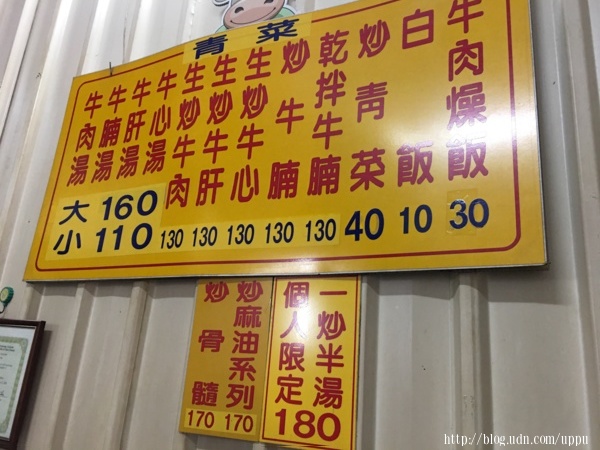 青菜
牛肉湯
牛腩湯
牛肝湯
牛心湯
大 160
小 110
生炒牛肉 130
生炒牛肝 130
生炒牛心 130
炒牛腩 130
乾拌牛腩 130
炒青菜 40
白飯 10
牛肉燥飯 30
炒骨髓 170
炒麻油系列 170
一炒半湯
個人限定
180
http://blog.udn.com/uppu